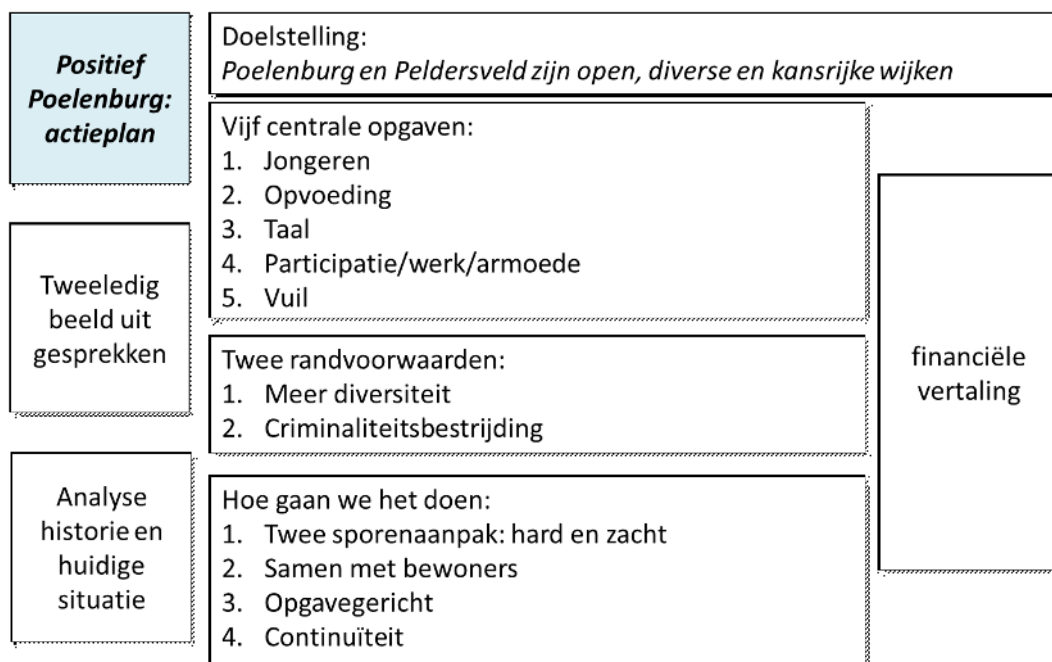 Positief
Poelenburg:
actieplan
Doelstelling:
Poelenburg en Peldersveld zijn open, diverse en kansrijke wijken
Vijf centrale opgaven:
1. Jongeren
2. Opvoeding
3. Taal
4. Participatie/werk/armoede
5. Vuil
Tweeledig
beeld uit
gesprekken
Twee randvoorwaarden:
1. Meer diversiteit
2. Criminaliteitsbestrijding
financiële
vertaling
Analyse
historie en
huidige
situatie
Hoe gaan we het doen:
1. Twee sporenaanpak: hard en zacht
2. Samen met bewoners
3. Opgavegericht
4. Continuïteit